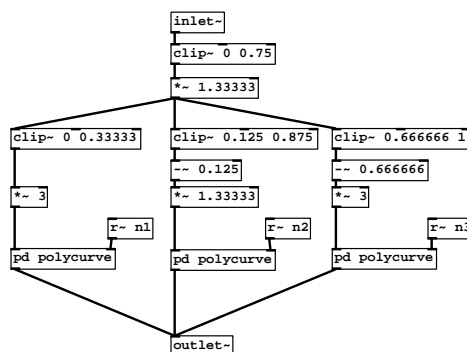 inlet~
clip~ 0 0.75
*~ 1.33333
clip~ 0 0.33333
clip~ 0.125 0.875
clip~ 0.666666 1
-~ 0.125
-~ 0.666666
*~ 3
*~ 1.33333
*~ 3
r~ n1
r~ n2
r~ n3
pd polycurve
pd polycurve
pd polycurve
outlet~